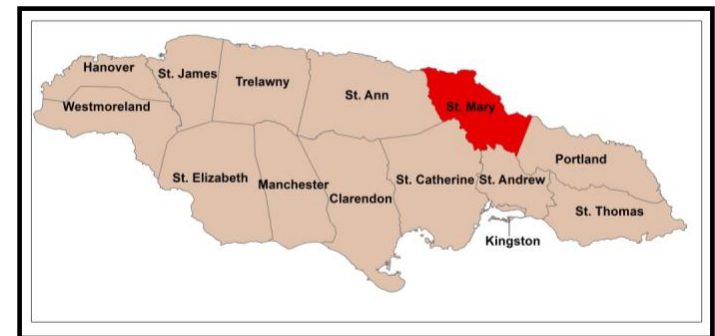 Hanover
St. James
Trelawny
St. Ann
St. Mary
Westmoreland
Portland
St. Elizabeth
Manchester
Clarendon
St. Catherine
St. Andrew
St. Thomas
Kingston